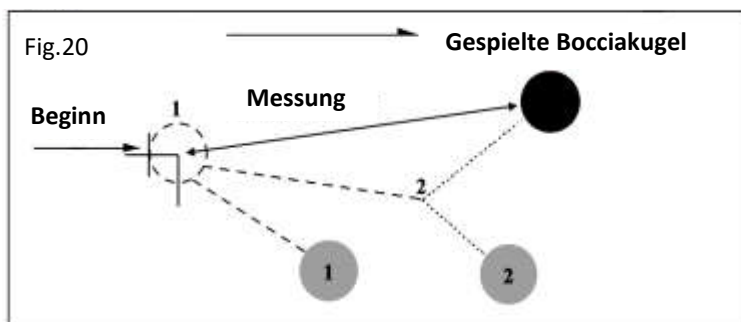 Fig.20
Gespielte Bocciakugel
1
Messung
Beginn
2
1
2